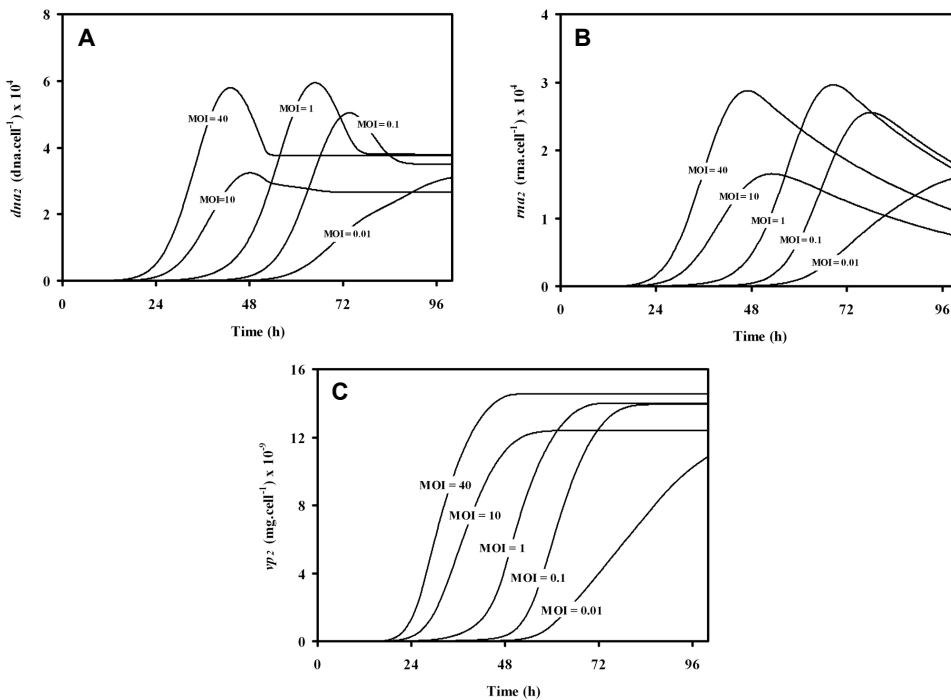 A
dna₂ (dna.cell⁻¹) x 10⁴
8
6
4
2
0
MOI = 40
MOI = 1
MOI = 0.1
MOI=10
MOI = 0.01
0 24 48 72 96
Time (h)
B
rna₂ (rna.cell⁻¹) x 10⁴
4
3
2
1
0
MOI = 40
MOI = 10
MOI = 1
MOI = 0.1
MOI = 0.01
0 24 48 72 96
Time (h)
C
vp₂ (mg.cell⁻¹) x 10⁻⁹
16
12
8
4
0
MOI = 40
MOI = 10
MOI = 1
MOI = 0.1
MOI = 0.01
0 24 48 72 96
Time (h)